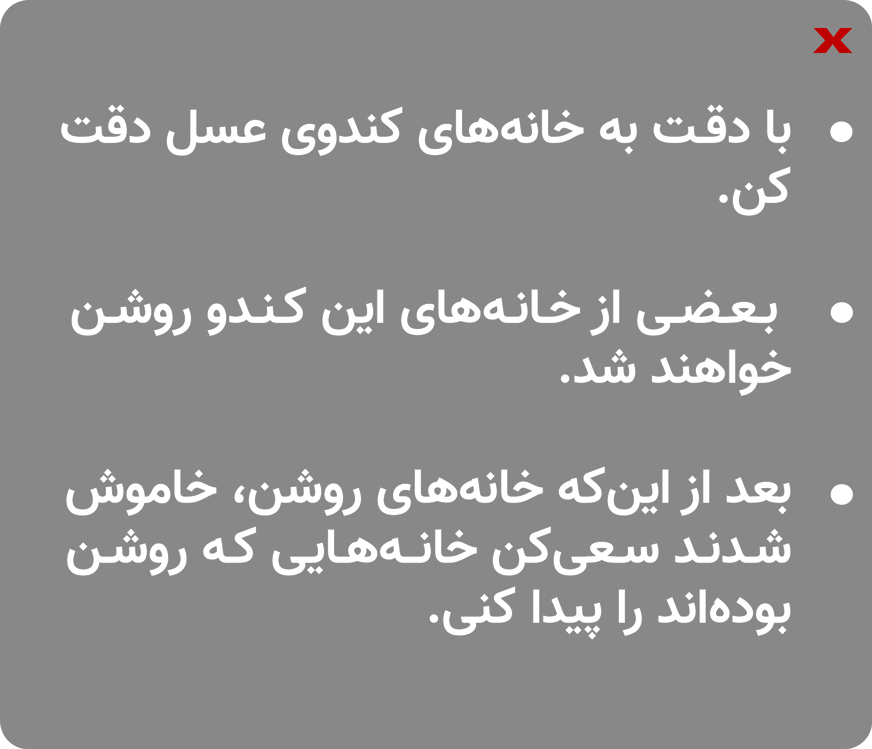 x
● با دقت به خانه‌های کندوی عسل دقت
کن.
● بعضی از خانه‌های این کندو روشن
خواهند شد.
● بعد از این‌که خانه‌های روشن، خاموش
شدند سعی‌کن خانه‌هایی که روشن
بوده‌اند را پیدا کنی.